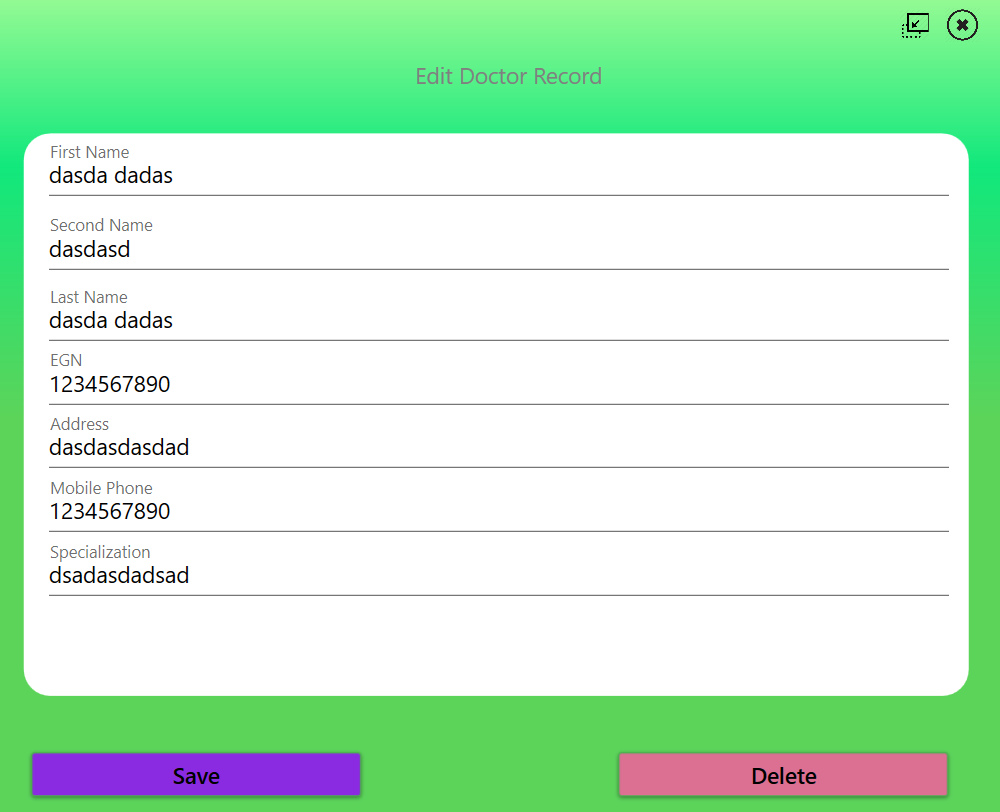 Edit Doctor Record
First Name
dasda dadas
Second Name
dasdasd
Last Name
dasda dadas
EGN
1234567890
Address
dasdasdasdad
Mobile Phone
1234567890
Specialization
dsadasdadsad
Save
Delete